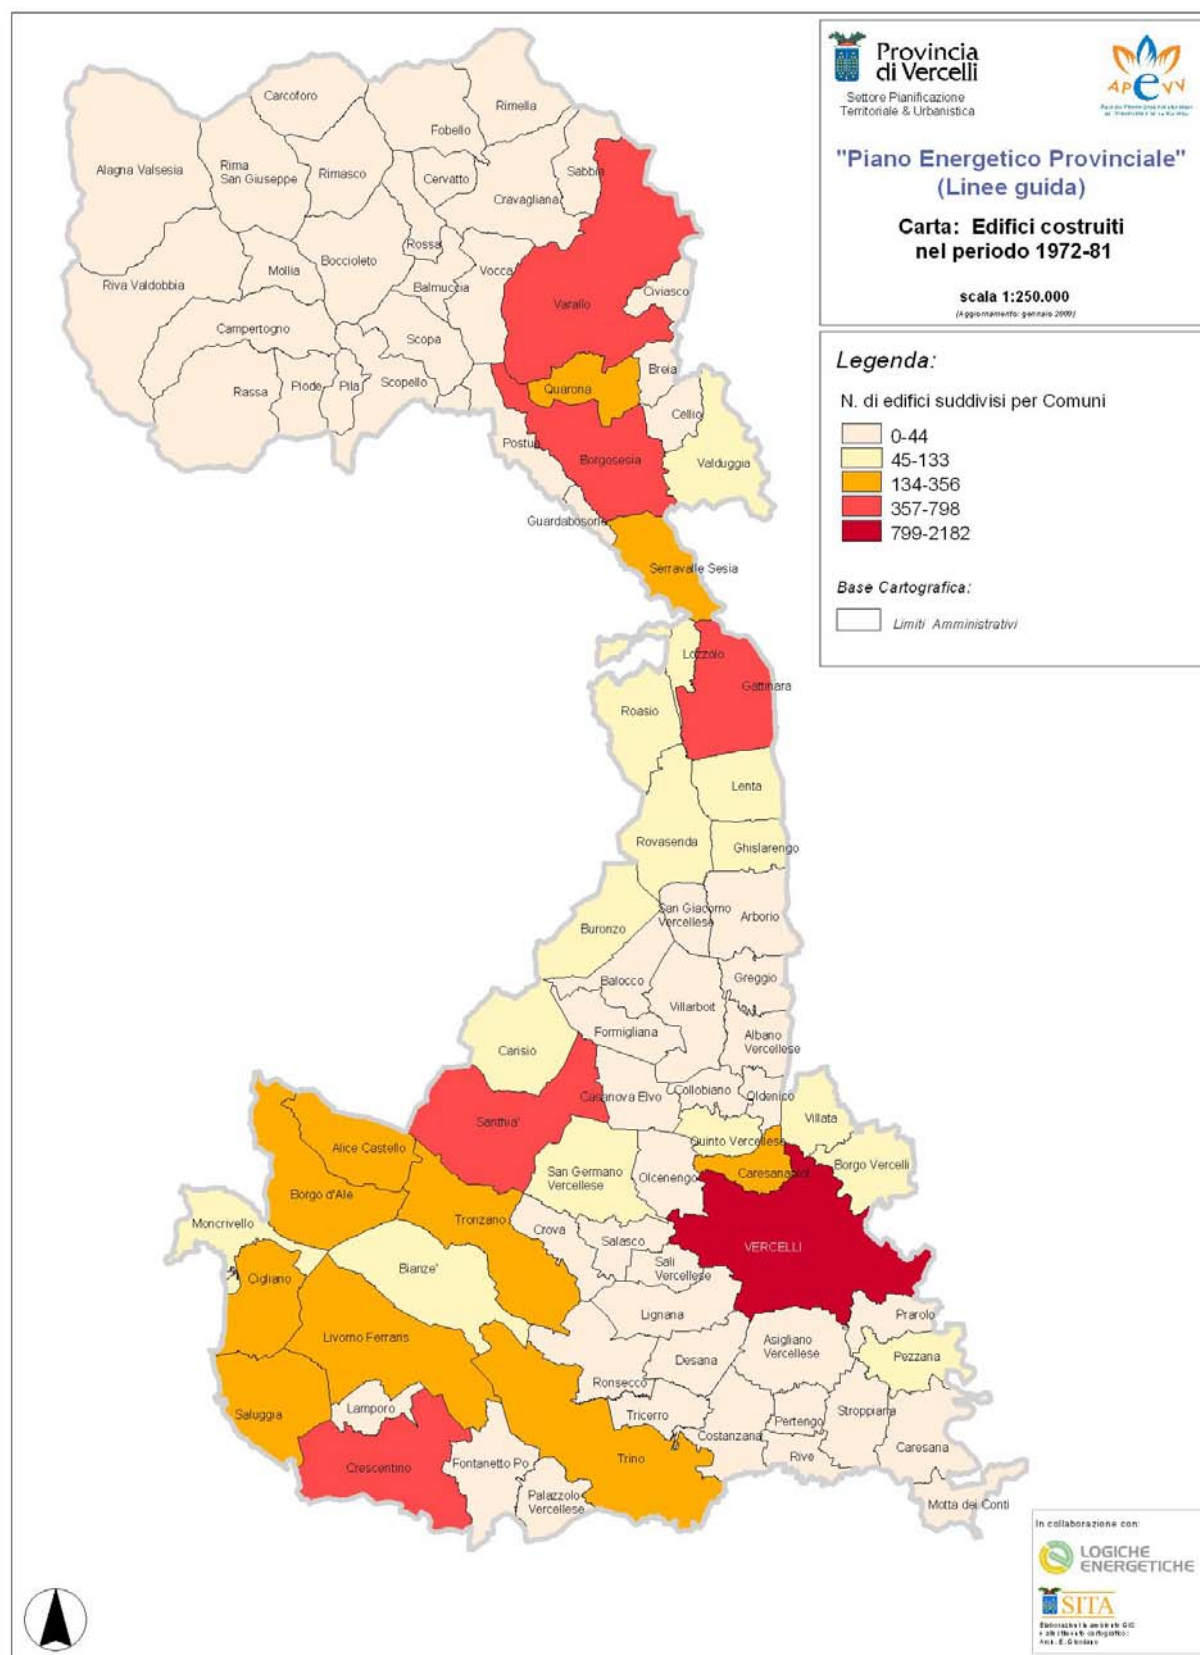 Provincia
di Vercelli
Settore Pianificazione
Territoriale & Urbanistica
APEVV
"Piano Energetico Provinciale"
(Linee guida)
Carta: Edifici costruiti
nel periodo 1972-81
scala 1:250.000
(Aggiornamento: gennaio 2009)
Legenda:
N. di edifici suddivisi per Comuni
0-44
45-133
134-356
357-798
799-2182
Base Cartografica:
Limiti Amministrativi
Carcoforo
Rimella
Fobello
Alagna Valsesia
Rima
San Giuseppe
Rimasco
Cervatto
Sabbia
Cravagliana
Rossa
Boccioleto
Mollia
Vocca
Riva Valdobbia
Balmuccia
Civiasco
Varallo
Campertogno
Scopa
Breia
Rassa
Piode
Pila
Scopello
Quarona
Cellio
Postua
Borgosesia
Valduggia
Guardabosone
Serravalle Sesia
Lozzolo
Gattinara
Roasio
Lenta
Rovasenda
Ghislarengo
San Giacomo
Vercellese
Arborio
Buronzo
Balocco
Greggio
Villarboit
Formigliana
Albano
Vercellese
Carisio
Casanova Elvo
Collobiano
Oldenico
Santhia'
Villata
Alice Castello
Quinto Vercellese
San Germano
Vercellese
Olcenengo
Caresanablot
Borgo Vercelli
Borgo d'Ale
Moncrivello
Tronzano
Crova
Salasco
VERCELLI
Bianze'
Sali
Vercellese
Cigliano
Lignana
Prarolo
Livorno Ferraris
Asigliano
Vercellese
Desana
Pezzana
Ronsecco
Lamporo
Saluggia
Tricerro
Stroppiana
Pertengo
Costanzana
Caresana
Rive
Trino
Crescentino
Fontanetto Po
Palazzolo
Vercellese
Motta dei Conti
In collaborazione con:
LOGICHE
ENERGETICHE
SITA